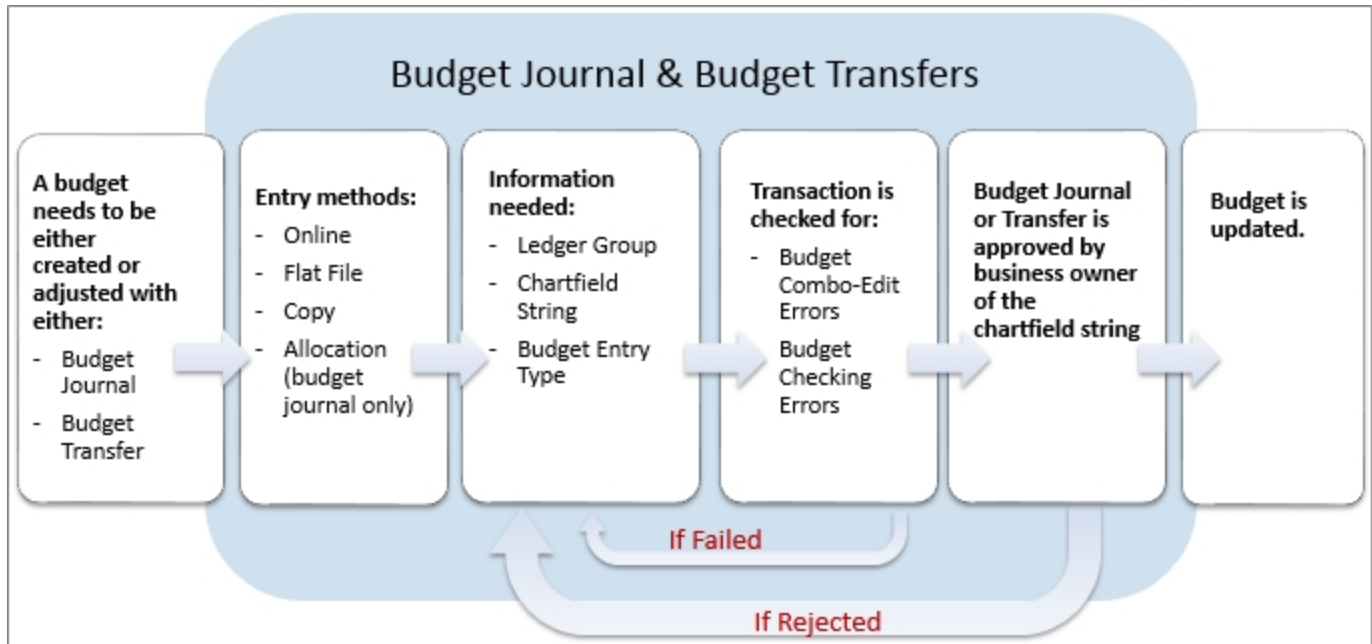 Budget Journal & Budget Transfers
A budget
needs to be
either
created or
adjusted with
either:
- Budget
Journal
- Budget
Transfer
Entry methods:
- Online
- Flat File
- Copy
- Allocation
(budget
journal only)
Information
needed:
- Ledger Group
- Chartfield
String
- Budget Entry
Type
Transaction is
checked for:
- Budget
Combo-Edit
Errors
- Budget
Checking
Errors
Budget Journal
or Transfer is
approved by
business owner
of the
chartfield string
Budget is
updated.
If Failed
If Rejected